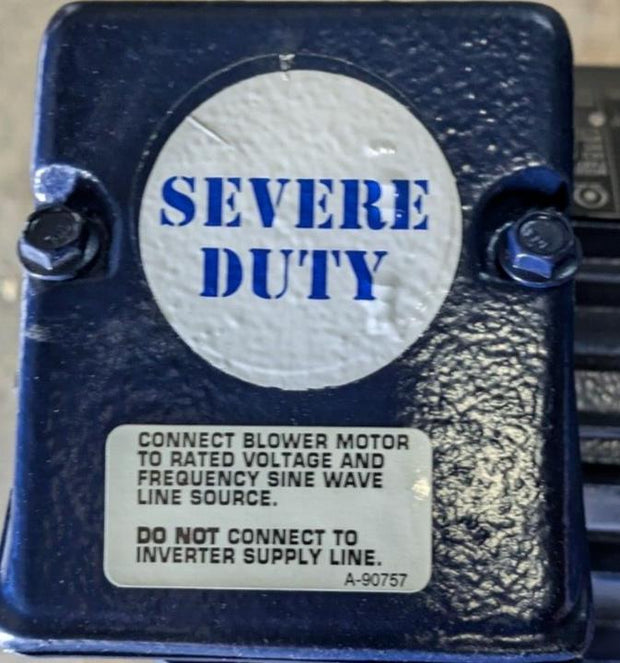 SEVERE
DUTY
CONNECT BLOWER MOTOR
TO RATED VOLTAGE AND
FREQUENCY SINE WAVE
LINE SOURCE.
DO NOT CONNECT TO
INVERTER SUPPLY LINE.
A-90757